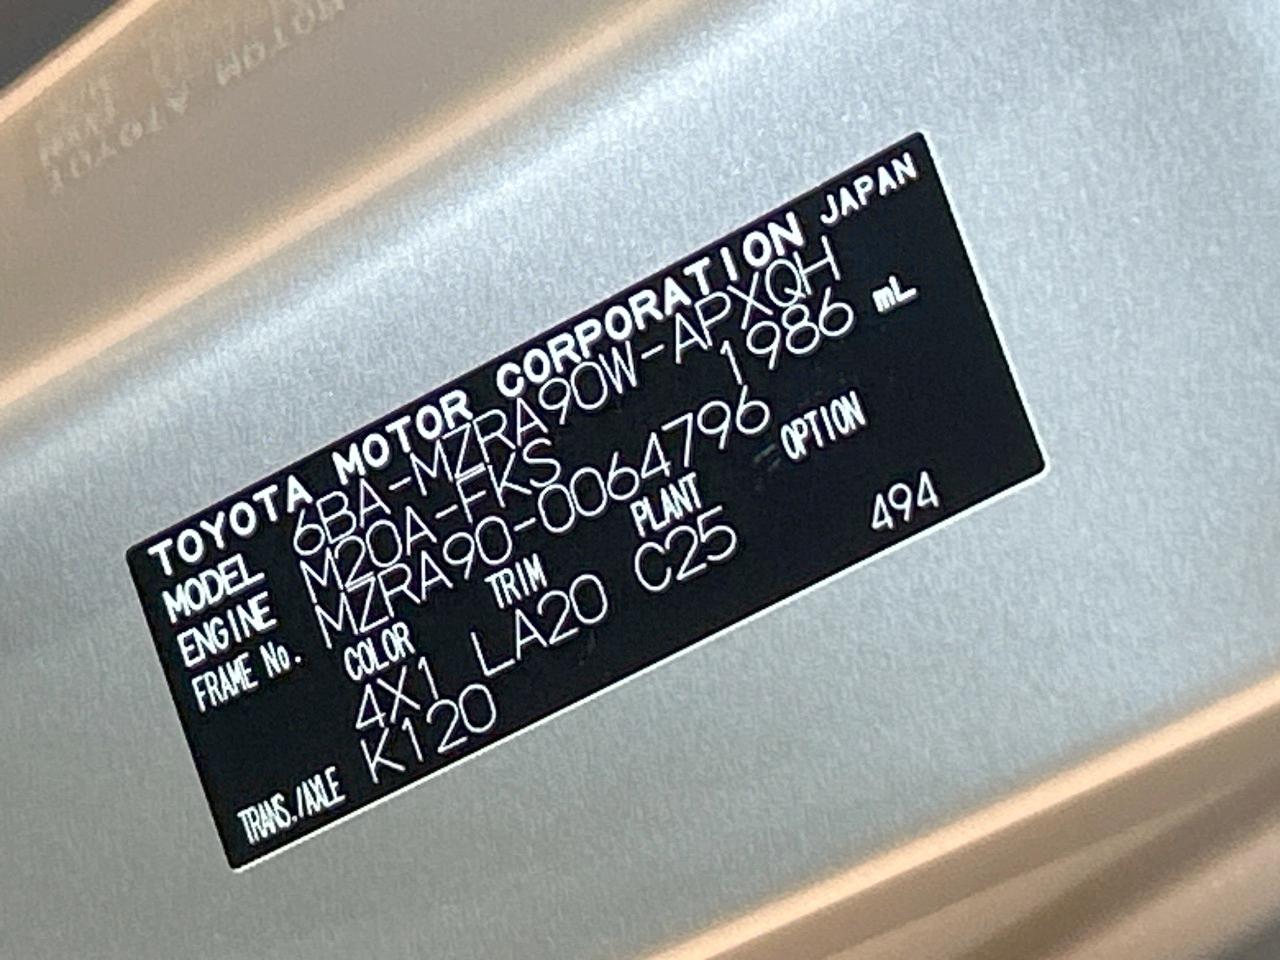 TOYOTA MOTOR CORPORATION JAPAN
MODEL 6BA-MZRA90W-APXQH
ENGINE M20A-FKS 1986 mL
FRAME No. MZRA90-0064796
COLOR TRIM PLANT OPTION
4X1 LA20 C25 494
TRANS./AXLE K120